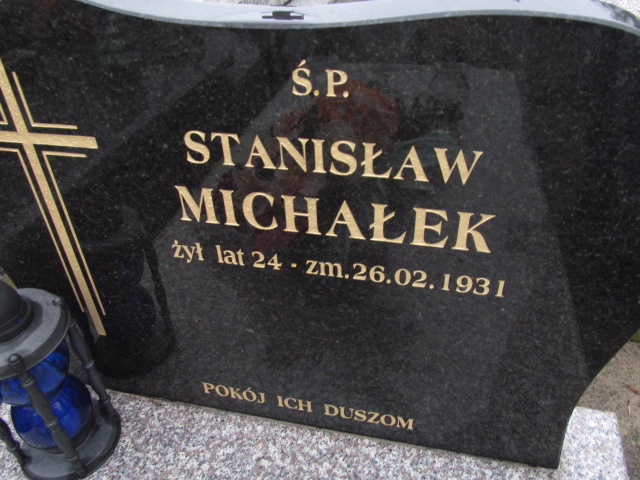 Ś.P.
STANISŁAW
MICHAŁEK
żył lat 24 - zm.26.02.1931
POKÓJ ICH DUSZOM